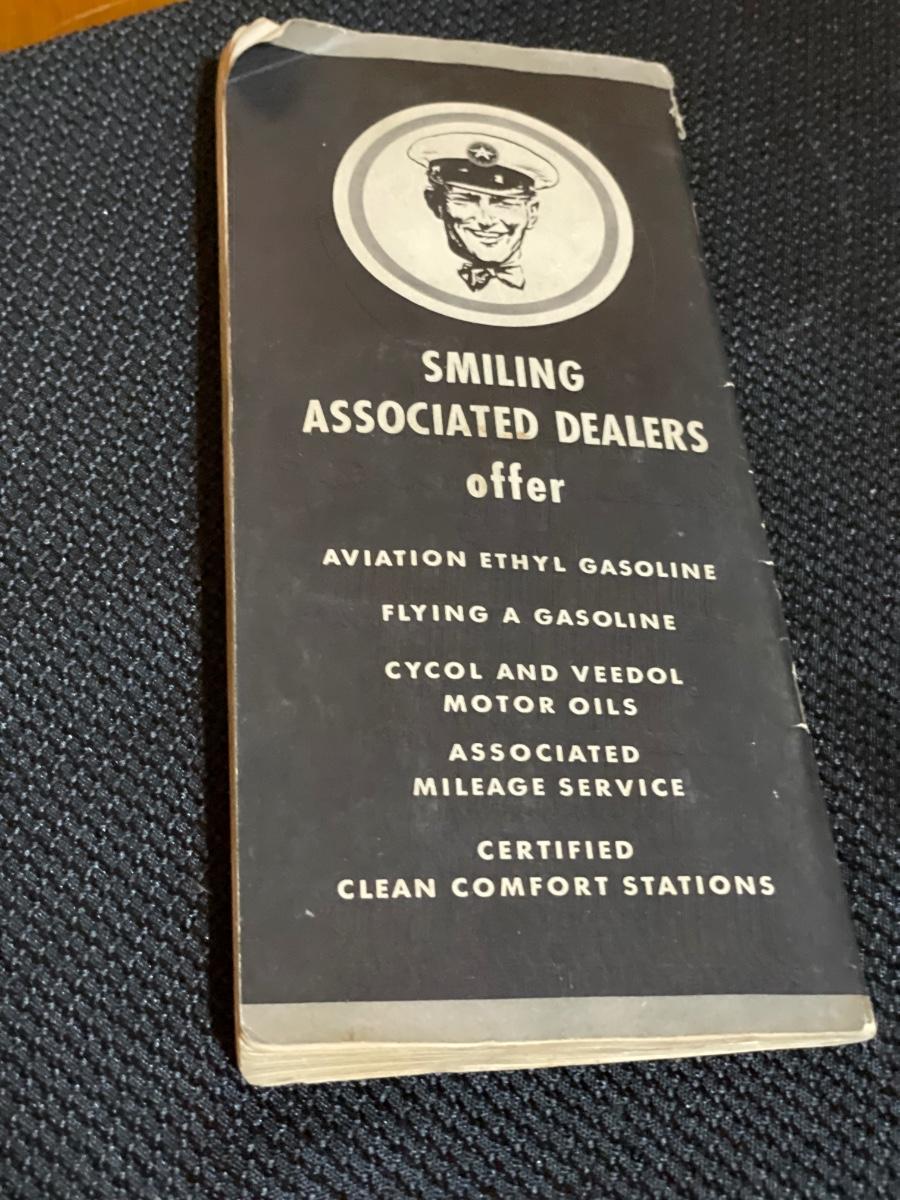 SMILING
ASSOCIATED DEALERS
offer
AVIATION ETHYL GASOLINE
FLYING A GASOLINE
CYCOL AND VEEDOL
MOTOR OILS
ASSOCIATED
MILEAGE SERVICE
CERTIFIED
CLEAN COMFORT STATIONS